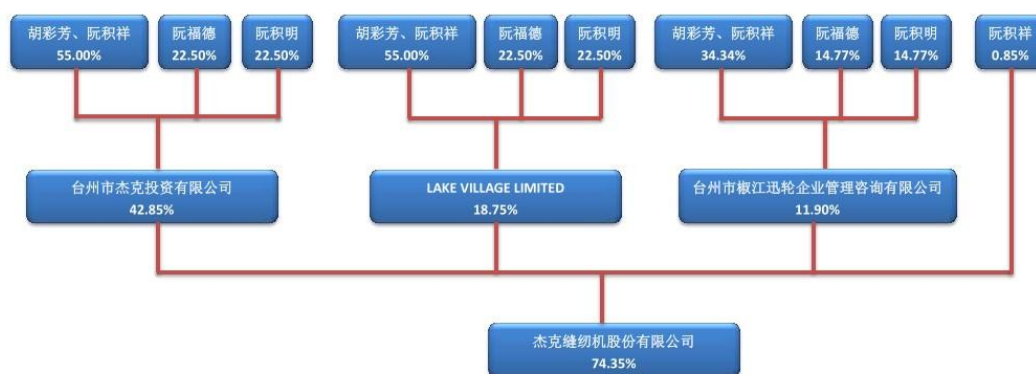 胡彩芳、阮积祥
55.00%
阮福德
22.50%
阮积明
22.50%
胡彩芳、阮积祥
55.00%
阮福德
22.50%
阮积明
22.50%
胡彩芳、阮积祥
34.34%
阮福德
14.77%
阮积明
14.77%
阮积祥
0.85%
台州市杰克投资有限公司
42.85%
LAKE VILLAGE LIMITED
18.75%
台州市椒江迅轮企业管理咨询有限公司
11.90%
杰克缝纫机股份有限公司
74.35%